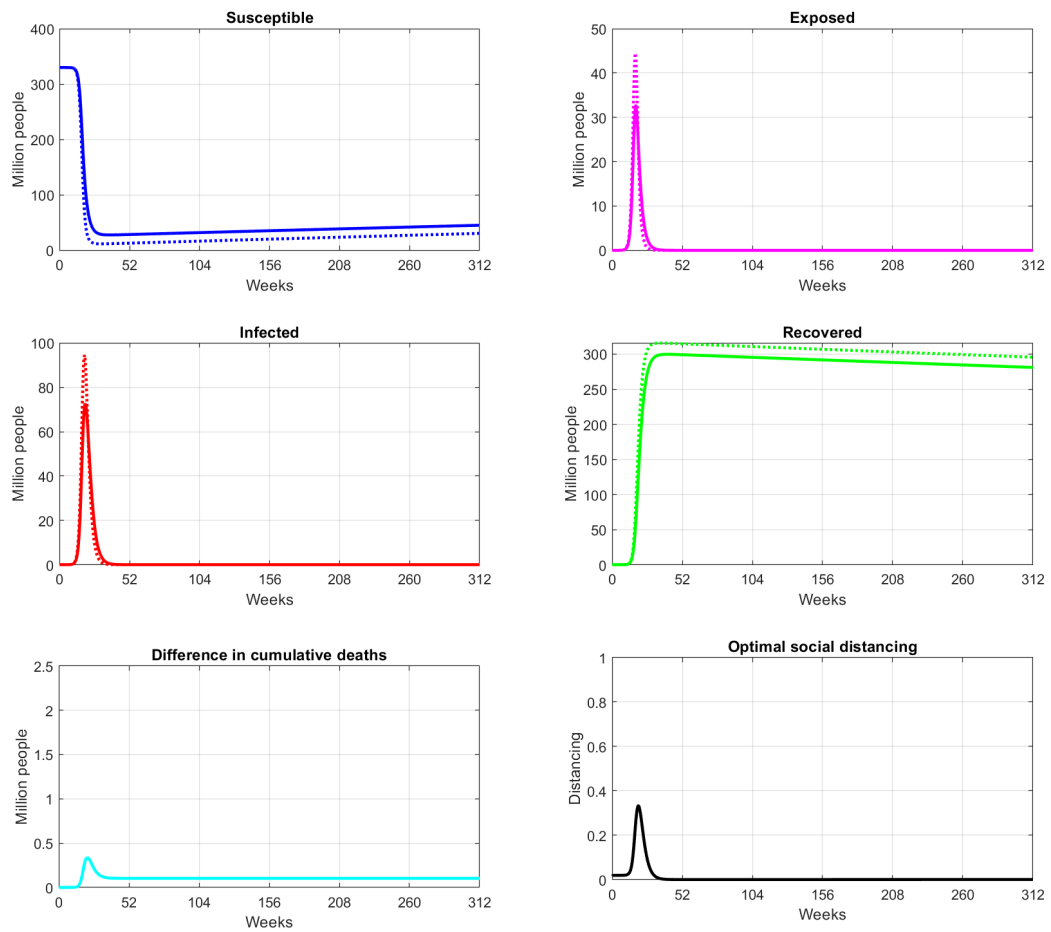 Susceptible
Million people
400
300
200
100
0
0 52 104 156 208 260 312
Weeks
Exposed
Million people
50
40
30
20
10
0
0 52 104 156 208 260 312
Weeks
Infected
Million people
100
80
60
40
20
0
0 52 104 156 208 260 312
Weeks
Recovered
Million people
300
250
200
150
100
50
0
0 52 104 156 208 260 312
Weeks
Difference in cumulative deaths
Million people
2.5
2
1.5
1
0.5
0
0 52 104 156 208 260 312
Weeks
Optimal social distancing
Distancing
1
0.8
0.6
0.4
0.2
0
0 52 104 156 208 260 312
Weeks